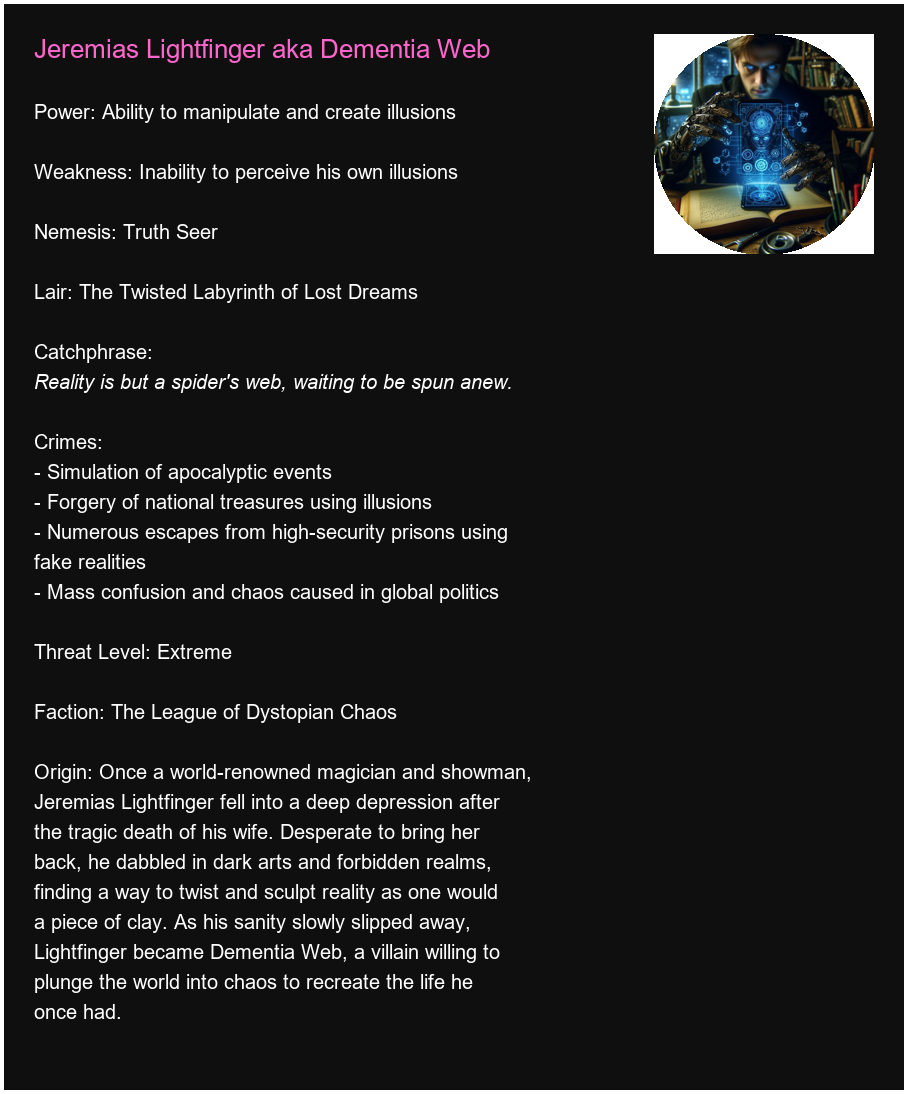 Jeremias Lightfinger aka Dementia Web
Power: Ability to manipulate and create illusions
Weakness: Inability to perceive his own illusions
Nemesis: Truth Seer
Lair: The Twisted Labyrinth of Lost Dreams
Catchphrase:
Reality is but a spider's web, waiting to be spun anew.
Crimes:
- Simulation of apocalyptic events
- Forgery of national treasures using illusions
- Numerous escapes from high-security prisons using
fake realities
- Mass confusion and chaos caused in global politics
Threat Level: Extreme
Faction: The League of Dystopian Chaos
Origin: Once a world-renowned magician and showman,
Jeremias Lightfinger fell into a deep depression after
the tragic death of his wife. Desperate to bring her
back, he dabbled in dark arts and forbidden realms,
finding a way to twist and sculpt reality as one would
a piece of clay. As his sanity slowly slipped away,
Lightfinger became Dementia Web, a villain willing to
plunge the world into chaos to recreate the life he
once had.